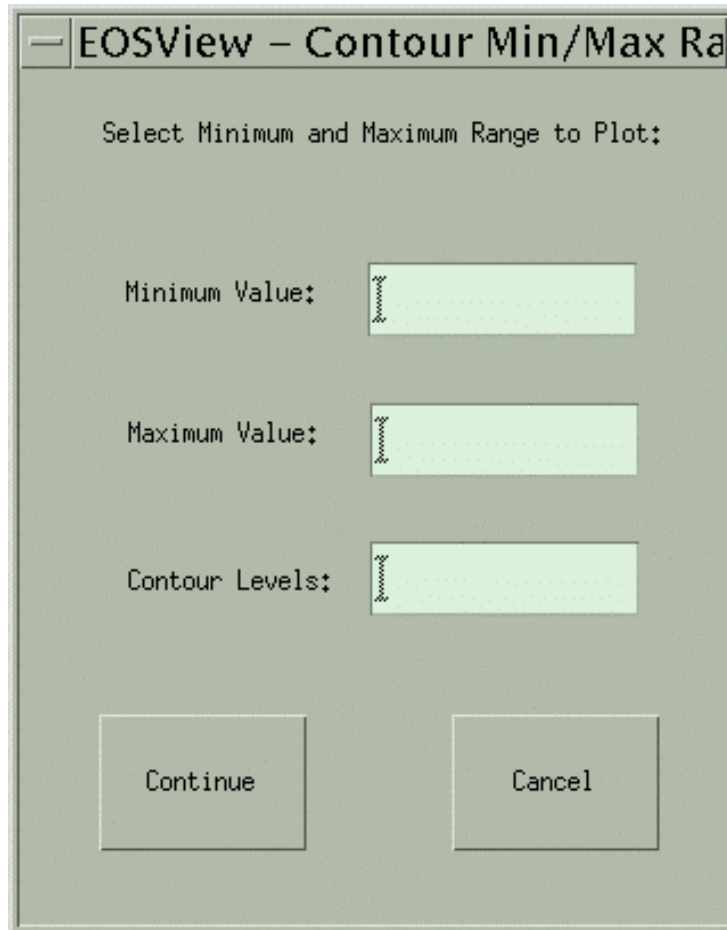 EOSView – Contour Min/Max Ra
Select Minimum and Maximum Range to Plot:
Minimum Value:
Maximum Value:
Contour Levels:
Continue Cancel